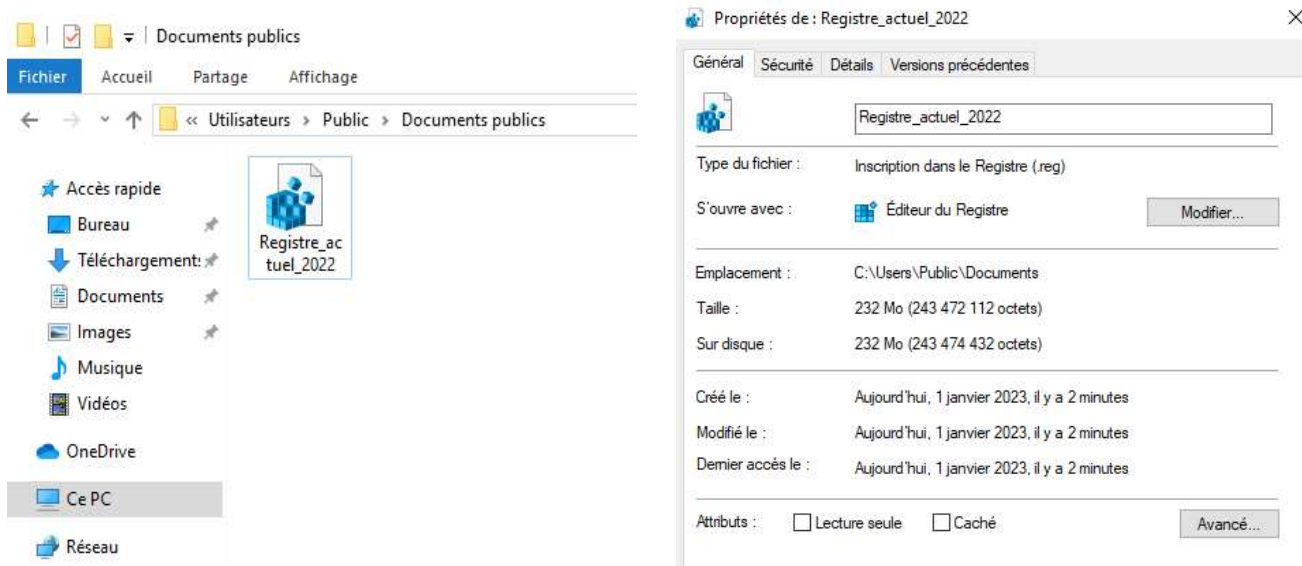 Documents publics
Fichier Accueil Partage Affichage
« Utilisateurs > Public > Documents publics
Accès rapide
Bureau
Téléchargements
Documents
Images
Musique
Vidéos
OneDrive
Ce PC
Réseau
Registre_ac
tuel_2022
Propriétés de : Registre_actuel_2022
Général Sécurité Détails Versions précédentes
Registre_actuel_2022
Type du fichier : Inscription dans le Registre (.reg)
S'ouvre avec : Éditeur du Registre Modifier...
Emplacement : C:\Users\Public\Documents
Taille : 232 Mo (243 472 112 octets)
Sur disque : 232 Mo (243 474 432 octets)
Créé le : Aujourd'hui, 1 janvier 2023, il y a 2 minutes
Modifié le : Aujourd'hui, 1 janvier 2023, il y a 2 minutes
Dernier accès le : Aujourd'hui, 1 janvier 2023, il y a 2 minutes
Attributs : Lecture seule Caché Avancé...